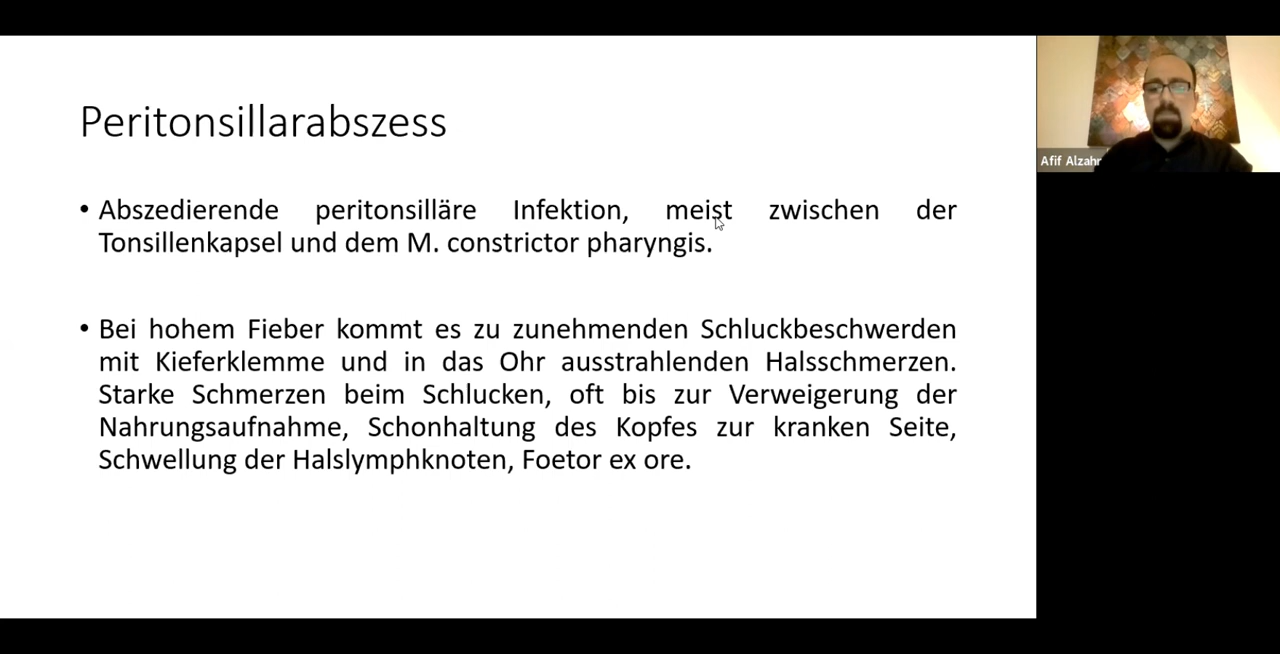 Peritonsillarabszess
• Abszedierende peritonsilläre Infektion, meist zwischen der
Tonsillenkapsel und dem M. constrictor pharyngis.
• Bei hohem Fieber kommt es zu zunehmenden Schluckbeschwerden
mit Kieferklemme und in das Ohr ausstrahlenden Halsschmerzen.
Starke Schmerzen beim Schlucken, oft bis zur Verweigerung der
Nahrungsaufnahme, Schonhaltung des Kopfes zur kranken Seite,
Schwellung der Halslymphknoten, Foetor ex ore.
Afif Alzahr